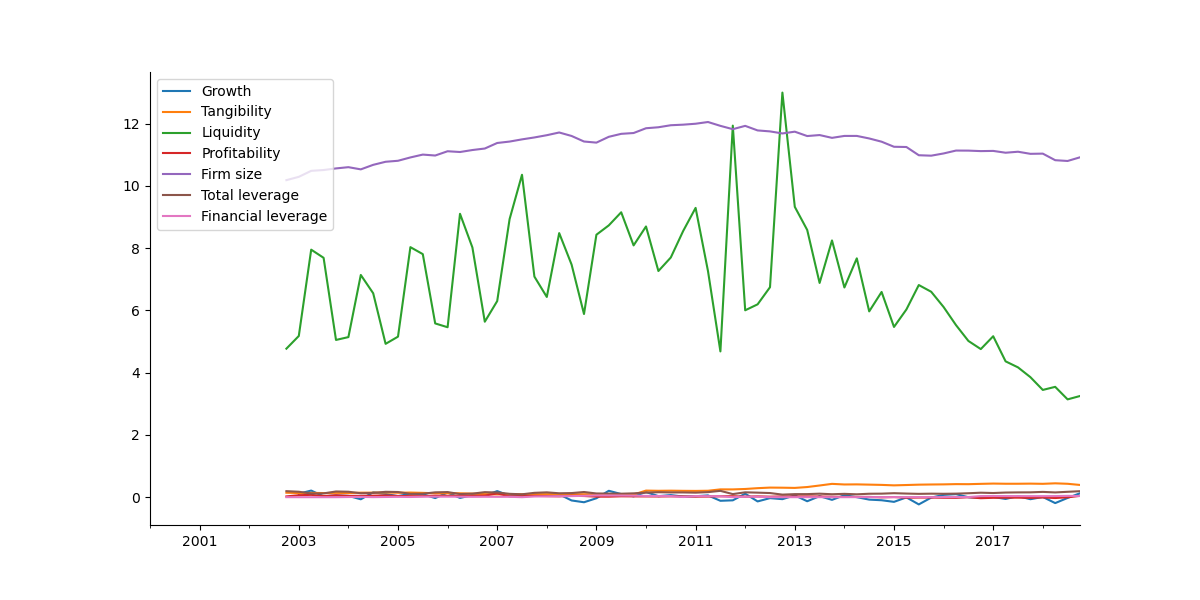 Growth
Tangibility
Liquidity
Profitability
Firm size
Total leverage
Financial leverage
12
10
8
6
4
2
0
2001 2003 2005 2007 2009 2011 2013 2015 2017